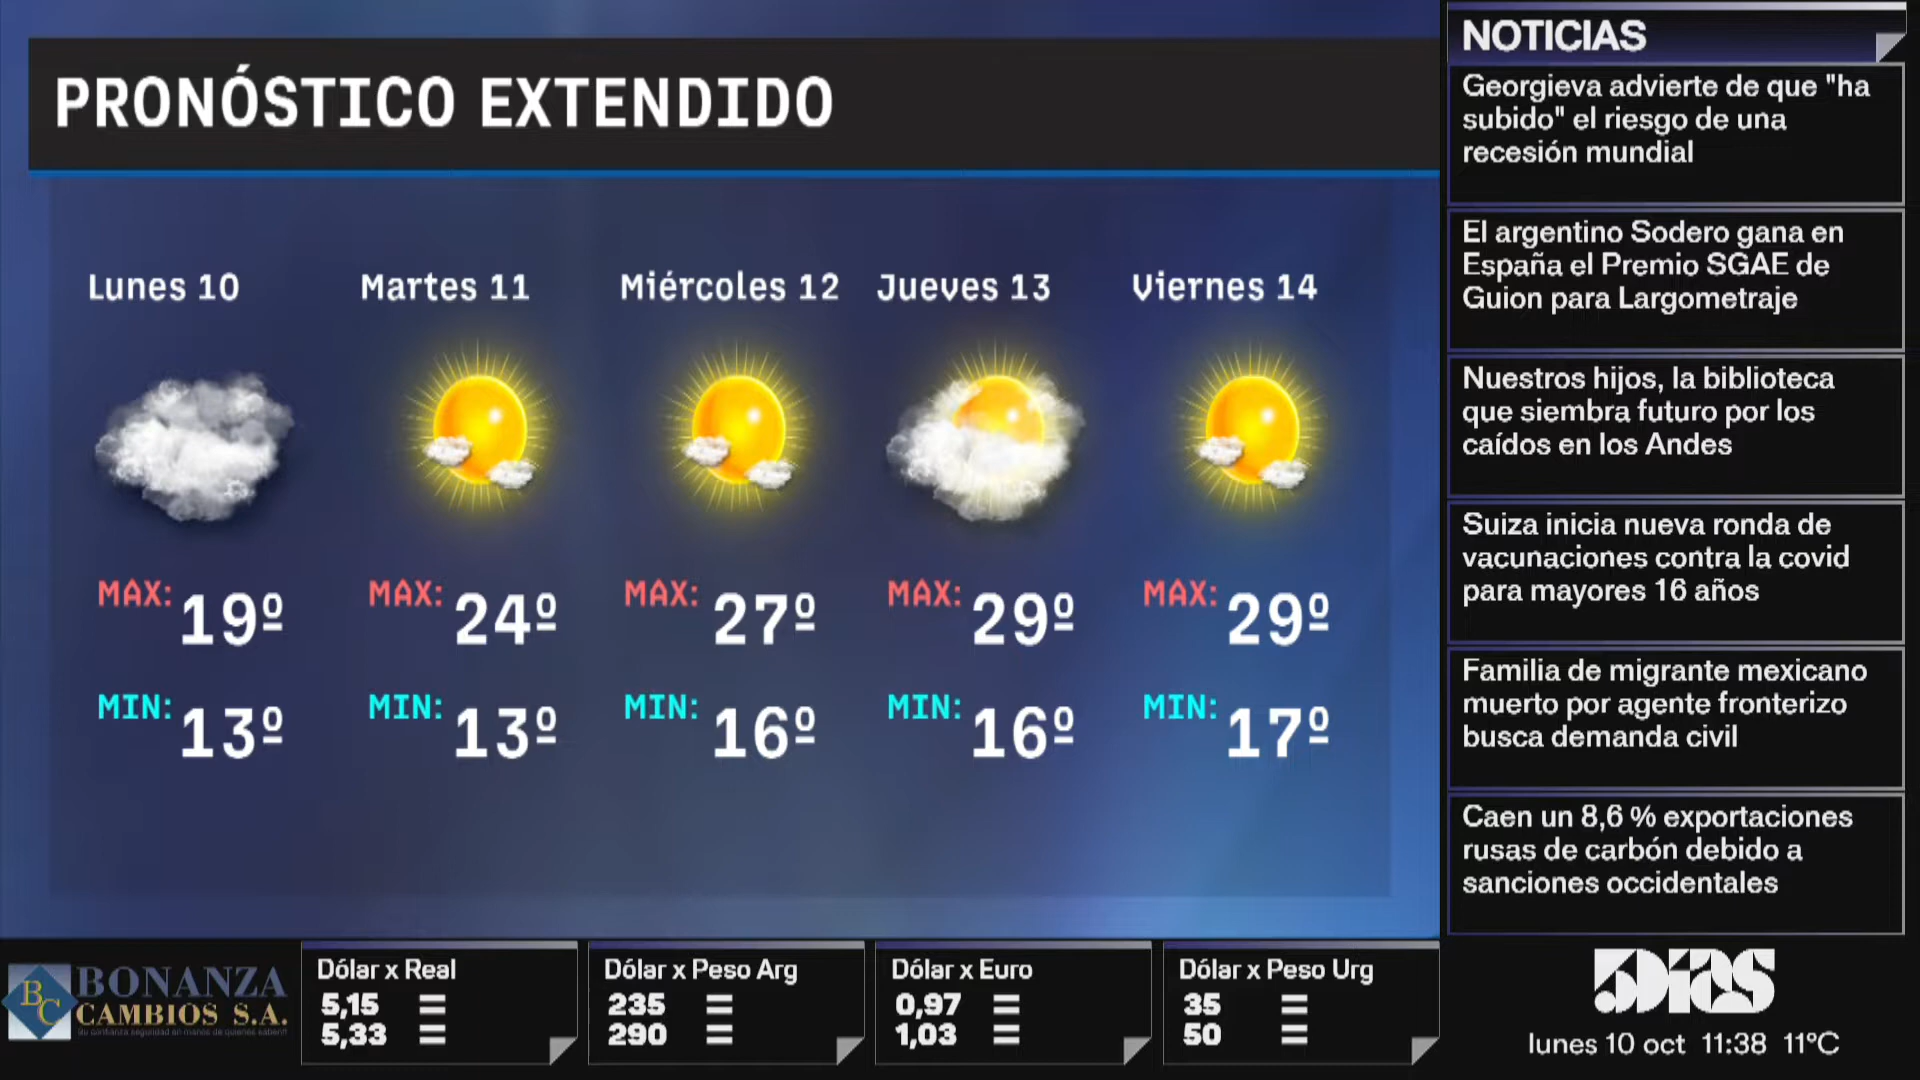 PRONÓSTICO EXTENDIDO
Lunes 10
Martes 11
Miércoles 12
Jueves 13
Viernes 14
MAX: 19º
MAX: 24º
MAX: 27º
MAX: 29º
MAX: 29º
MIN: 13º
MIN: 13º
MIN: 16º
MIN: 16º
MIN: 17º
NOTICIAS
Georgieva advierte de que "ha
subido" el riesgo de una
recesión mundial
El argentino Sodero gana en
España el Premio SGAE de
Guion para Largometraje
Nuestros hijos, la biblioteca
que siembra futuro por los
caídos en los Andes
Suiza inicia nueva ronda de
vacunaciones contra la covid
para mayores 16 años
Familia de migrante mexicano
muerto por agente fronterizo
busca demanda civil
Caen un 8,6 % exportaciones
rusas de carbón debido a
sanciones occidentales
BC
BONANZA
CAMBIOS S.A.
Dólar x Real
5,15
5,33
Dólar x Peso Arg
235
290
Dólar x Euro
0,97
1,03
Dólar x Peso Urg
35
50
5Días
lunes 10 oct 11:38 11°C